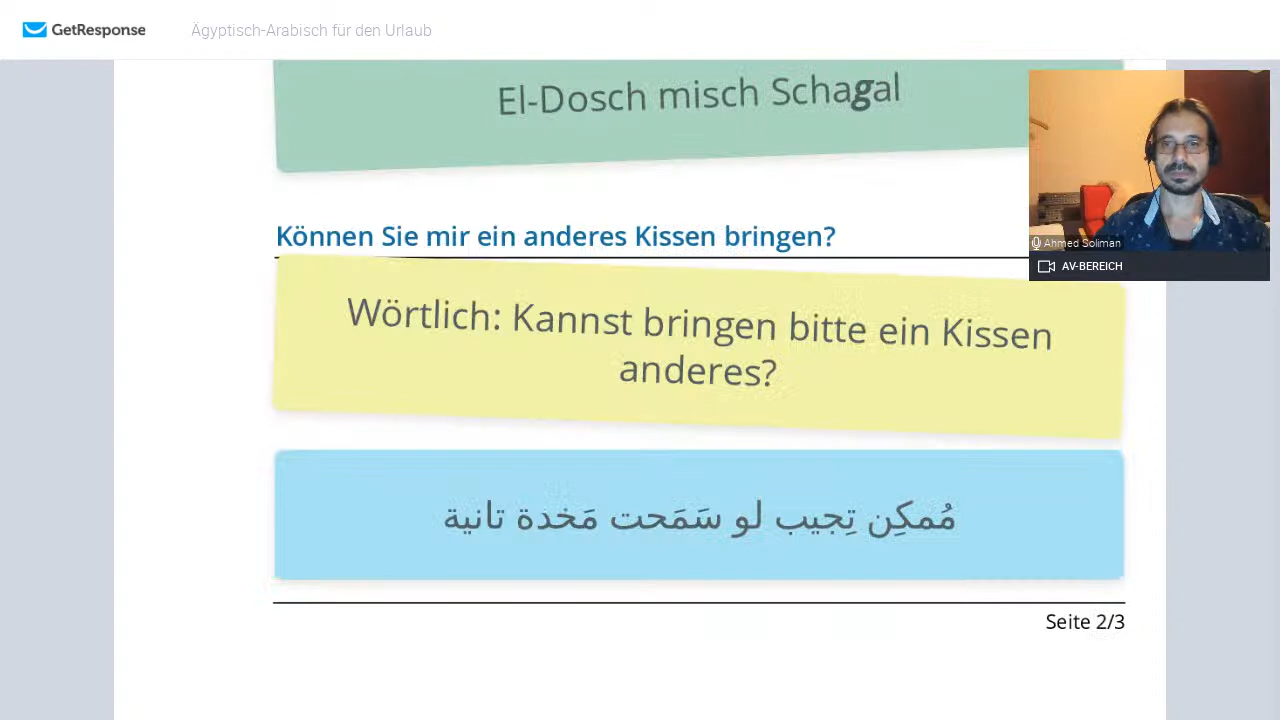 GetResponse
Ägyptisch-Arabisch für den Urlaub
El-Dosch misch Schagal
Ahmed Soliman
AV-BEREICH
Können Sie mir ein anderes Kissen bringen?
Wörtlich: Kannst bringen bitte ein Kissen
anderes?
مُمكِن تِجيب لو سَمَحت مَخدة تانية
Seite 2/3